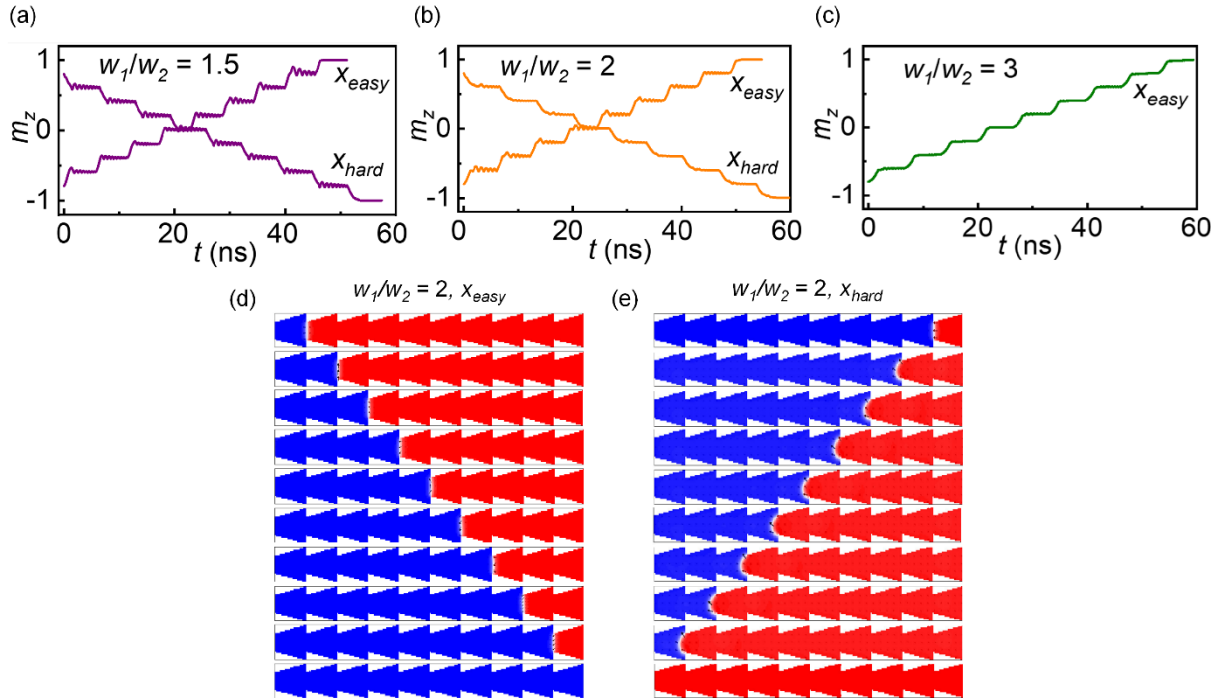 (a)
(b)
(c)
w1/w2 = 1.5
w1/w2 = 2
w1/w2 = 3
1
0
-1
mz
xeasy
xhard
0 20 40 60
t (ns)
1
0
-1
mz
xeasy
xhard
0 20 40 60
t (ns)
1
0
-1
mz
xeasy
0 20 40 60
t (ns)
(d)
w1/w2 = 2, xeasy
(e)
w1/w2 = 2, xhard